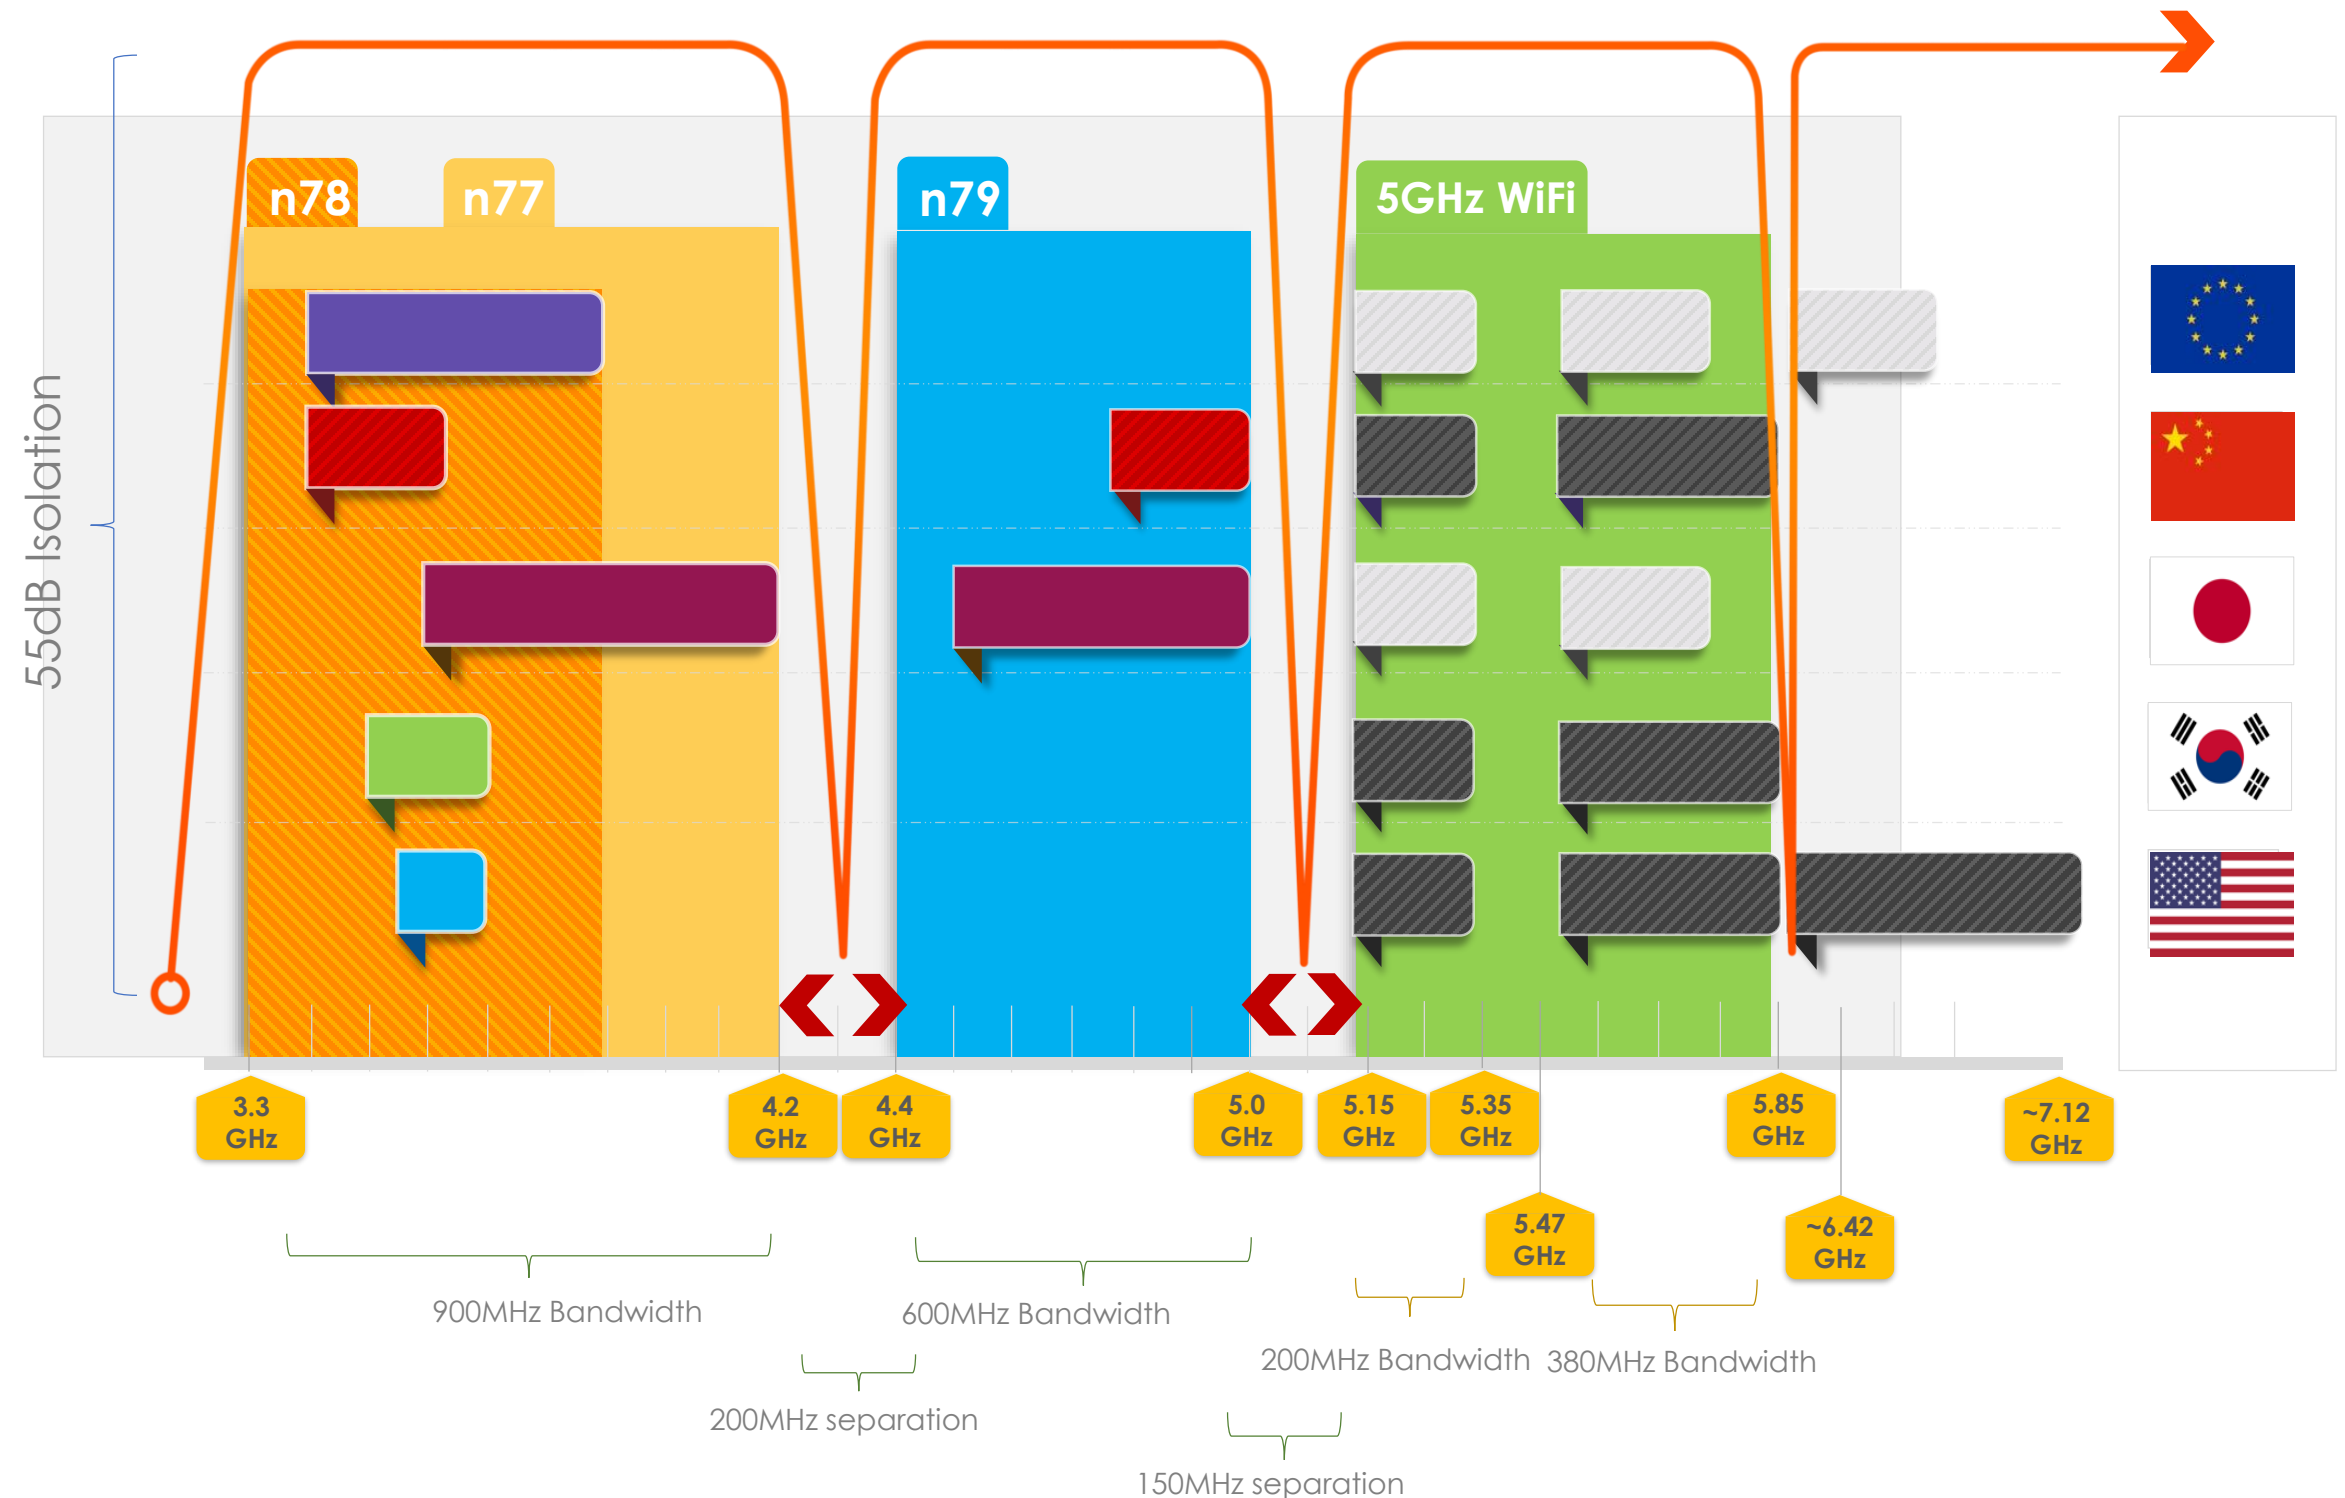 n78
n77
n79
5GHz WiFi
55dB Isolation
3.3
GHz
4.2
GHz
4.4
GHz
5.0
GHz
5.15
GHz
5.35
GHz
5.85
GHz
~7.12
GHz
5.47
GHz
~6.42
GHz
900MHz Bandwidth
600MHz Bandwidth
200MHz Bandwidth
380MHz Bandwidth
200MHz separation
150MHz separation